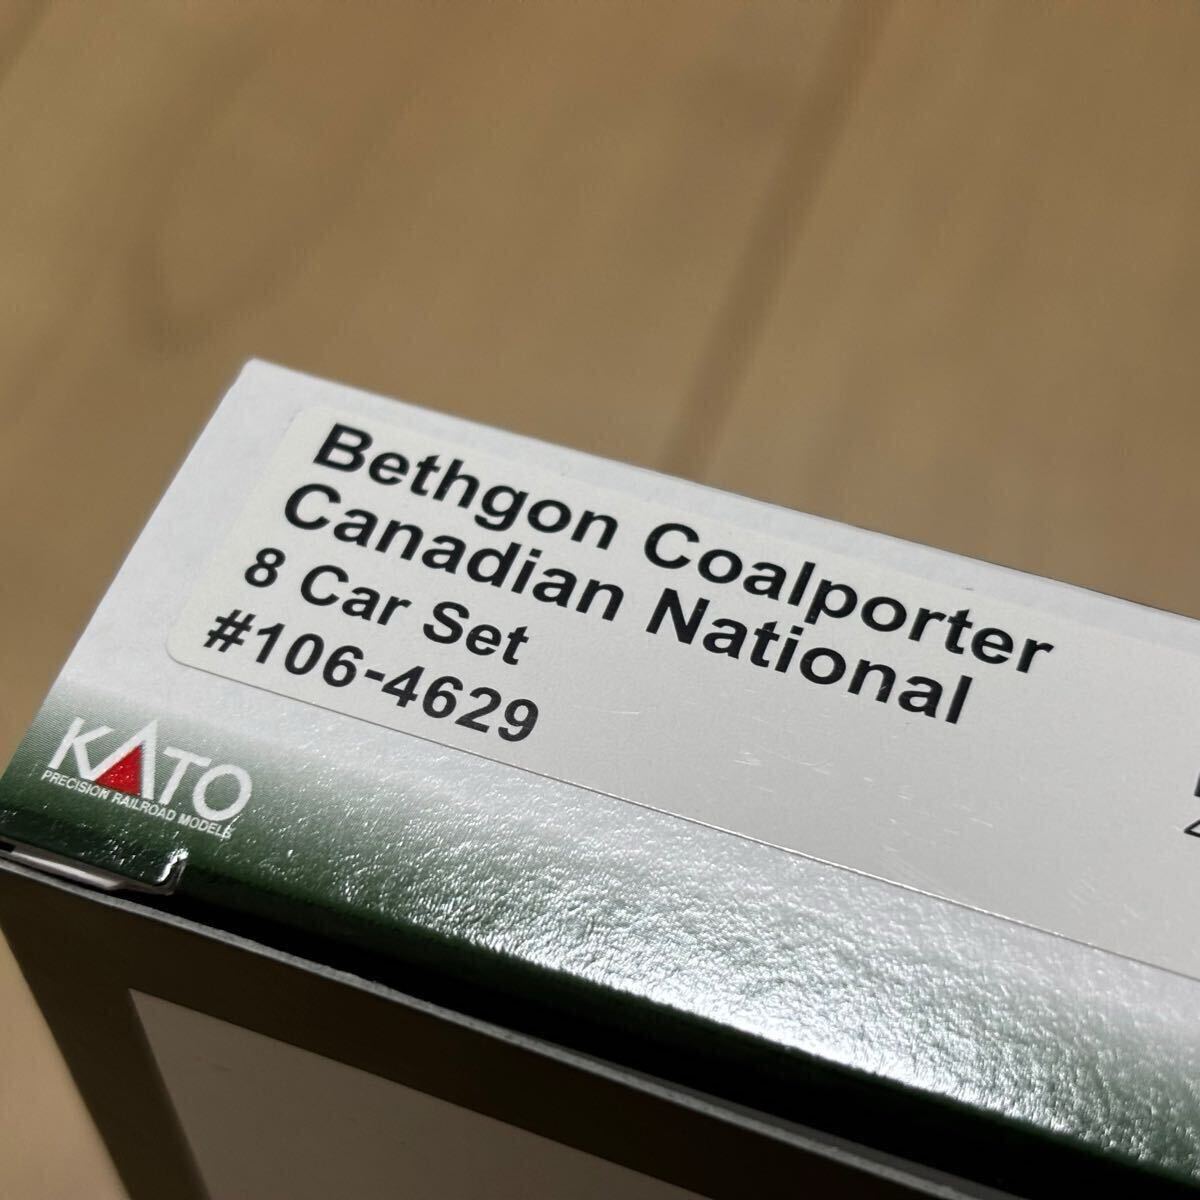 Bethgon Coalporter
Canadian National
8 Car Set
#106-4629
KATO
PRECISION RAILROAD MODELS